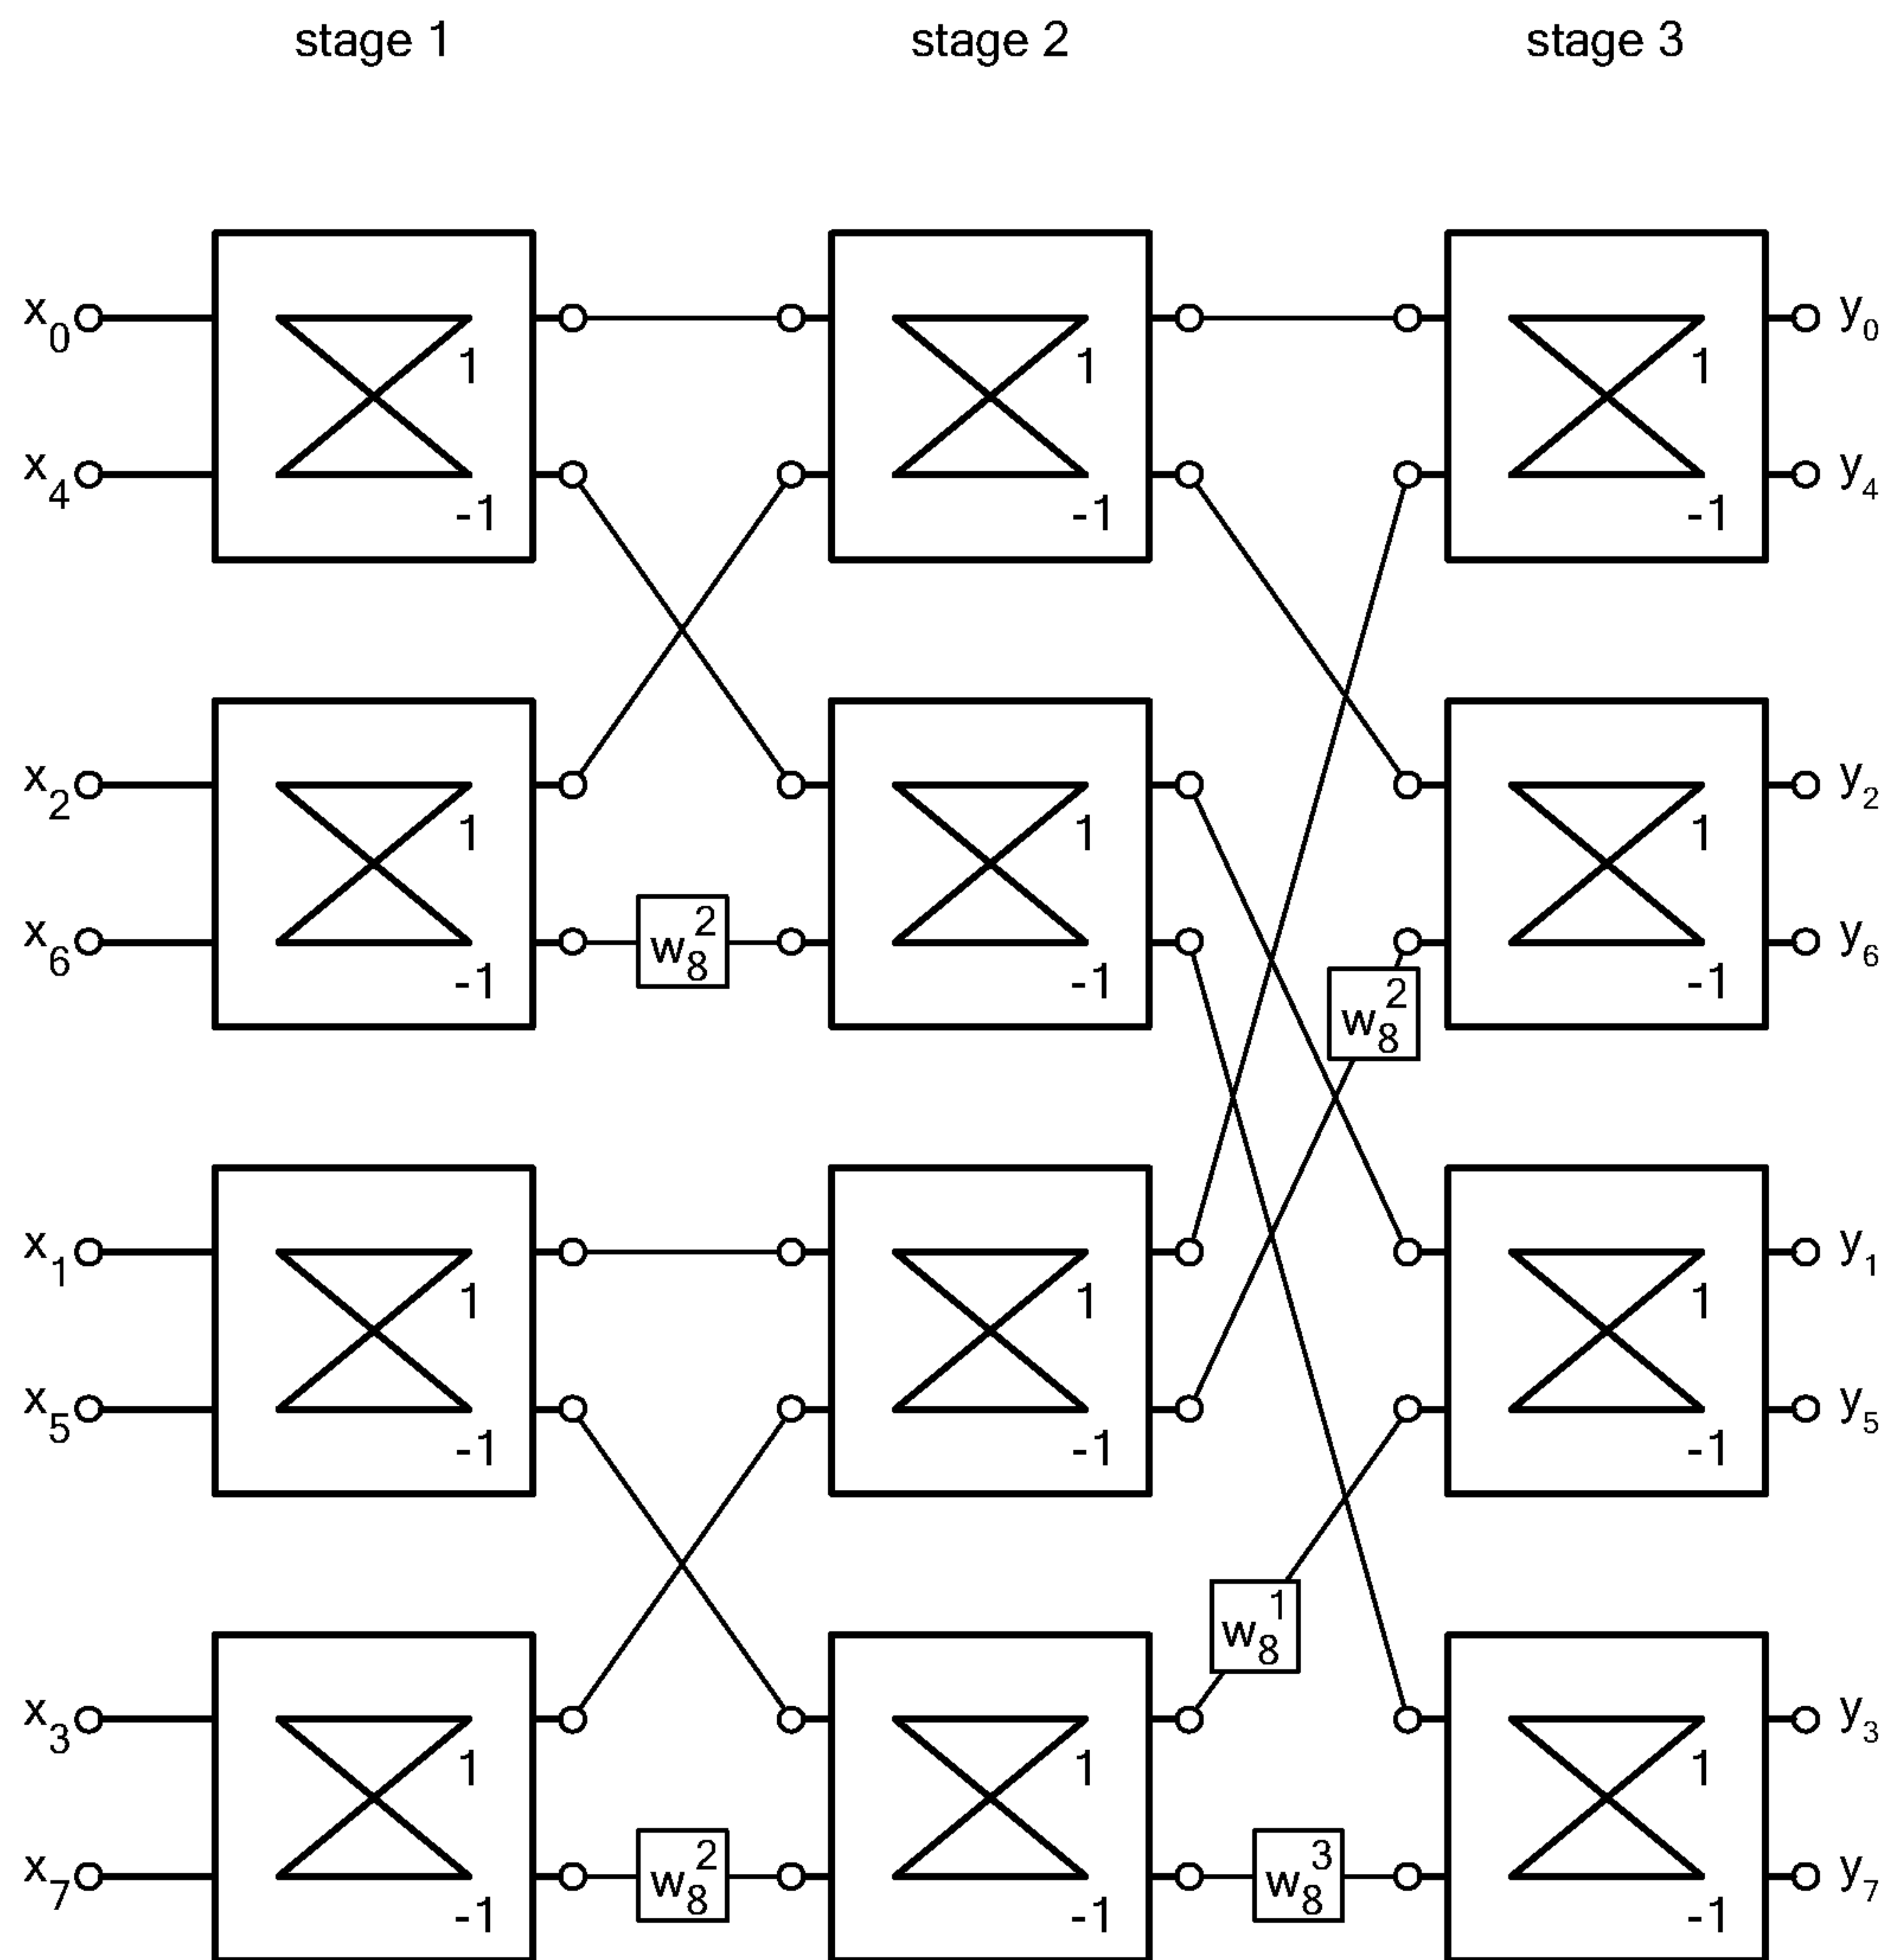 stage 1 stage 2 stage 3
x0 y0
1 1 1
x4 y4
-1 -1 -1
x2 y2
1 1 1
x6 w8^2 y6
-1 -1 -1
w8^2
x1 y1
1 1 1
x5 y5
-1 -1 -1
w8^1
x3 y3
1 1 1
x7 w8^2 w8^3 y7
-1 -1 -1